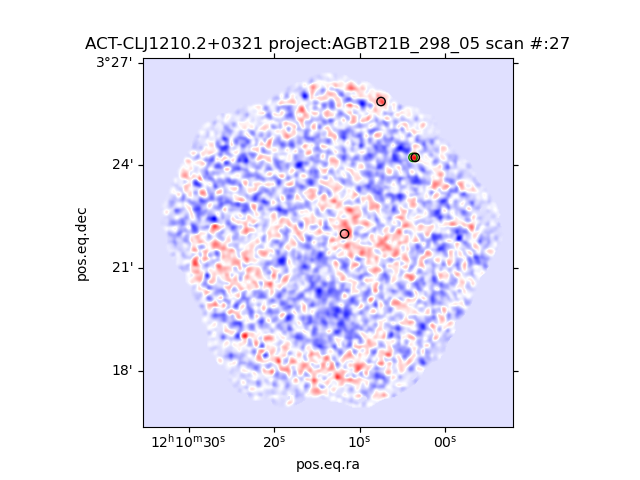 ACT-CLJ1210.2+0321 project:AGBT21B_298_05 scan #:27
3°27'
24'
21'
18'
pos.eq.dec
12h10m30s 20s 10s 00s
pos.eq.ra